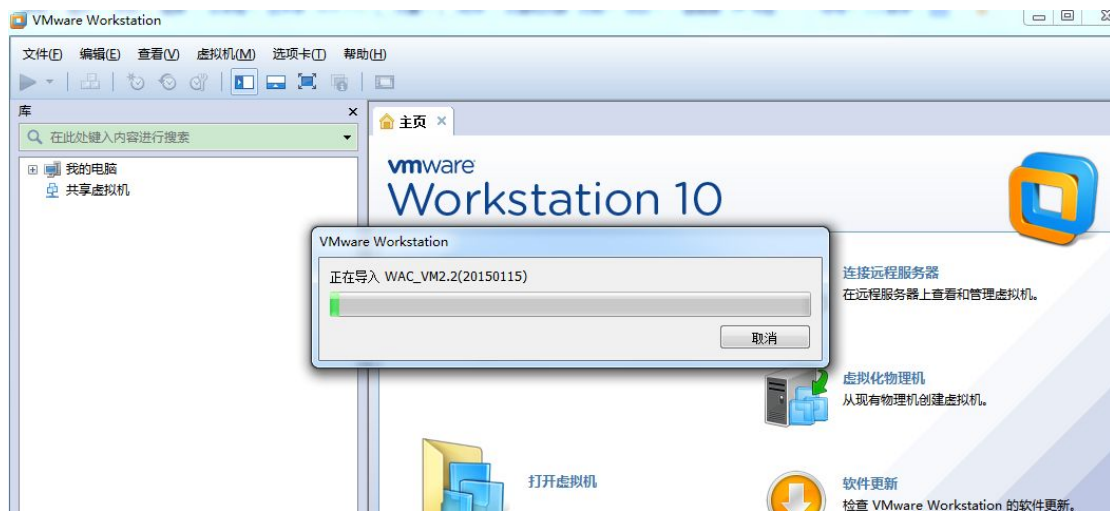 VMware Workstation
文件(F) 编辑(E) 查看(V) 虚拟机(M) 选项卡(T) 帮助(H)
库
在此处键入内容进行搜索
我的电脑
共享虚拟机
主页
vmware
Workstation 10
VMware Workstation
正在导入 WAC_VM2.2(20150115)
取消
连接远程服务器
在远程服务器上查看和管理虚拟机。
虚拟化物理机
从现有物理机创建虚拟机。
打开虚拟机
软件更新
检查 VMware Workstation 的软件更新。